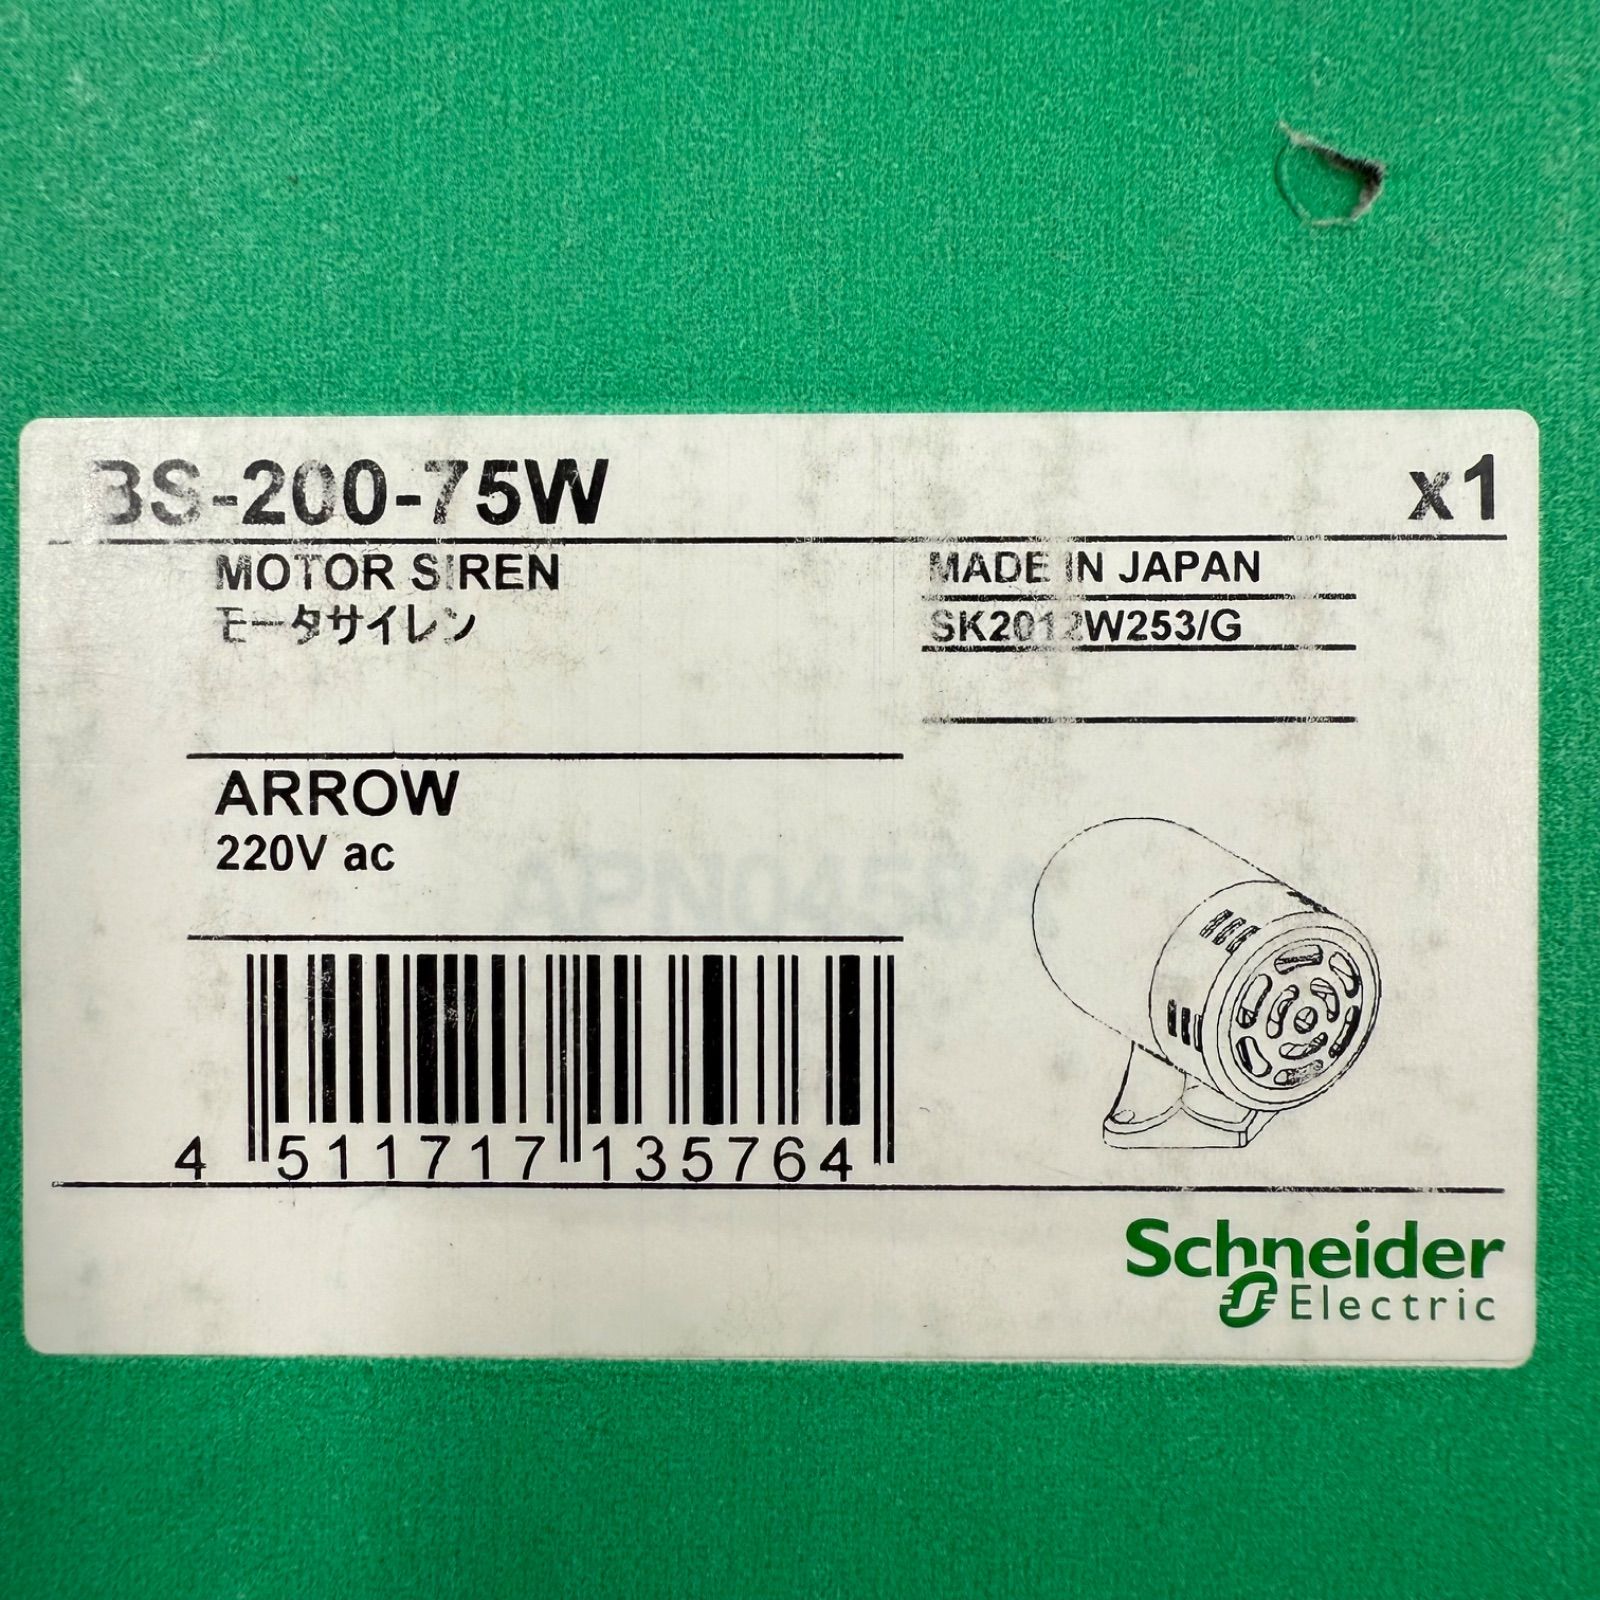 BS-200-75W x1
MOTOR SIREN
モータサイレン
MADE IN JAPAN
SK2012W253/G
ARROW
220V ac
4 511717 135764
Schneider
Electric